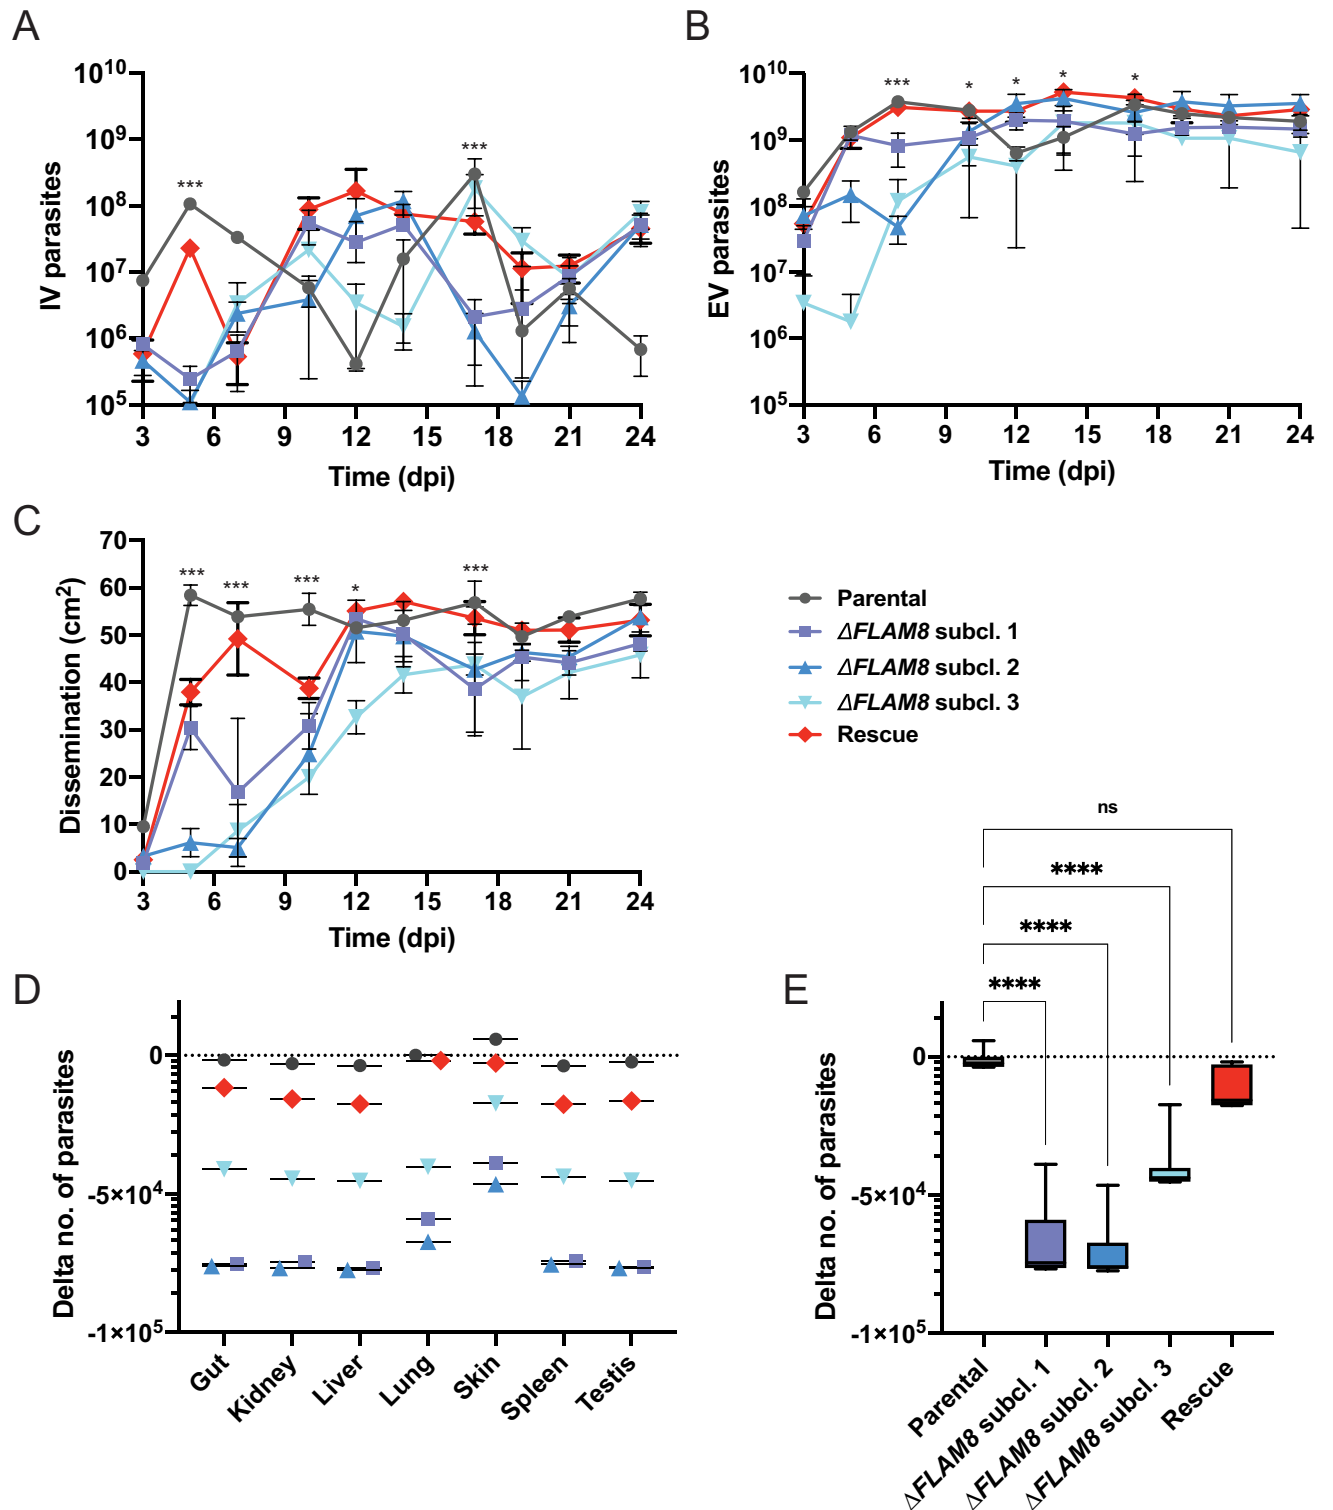 A
IV parasites
10^10
10^9
10^8
10^7
10^6
10^5
***
***
3 6 9 12 15 18 21 24
Time (dpi)
B
EV parasites
10^10
10^9
10^8
10^7
10^6
10^5
*** * * * *
3 6 9 12 15 18 21 24
Time (dpi)
C
Dissemination (cm²)
70
60
50
40
30
20
10
0
*** *** *** * ***
3 6 9 12 15 18 21 24
Time (dpi)
Parental
ΔFLAM8 subcl. 1
ΔFLAM8 subcl. 2
ΔFLAM8 subcl. 3
Rescue
D
Delta no. of parasites
0
-5×10^4
-1×10^5
Gut
Kidney
Liver
Lung
Skin
Spleen
Testis
E
Delta no. of parasites
ns
****
****
****
0
-5×10^4
-1×10^5
Parental
ΔFLAM8 subcl. 1
ΔFLAM8 subcl. 2
ΔFLAM8 subcl. 3
Rescue